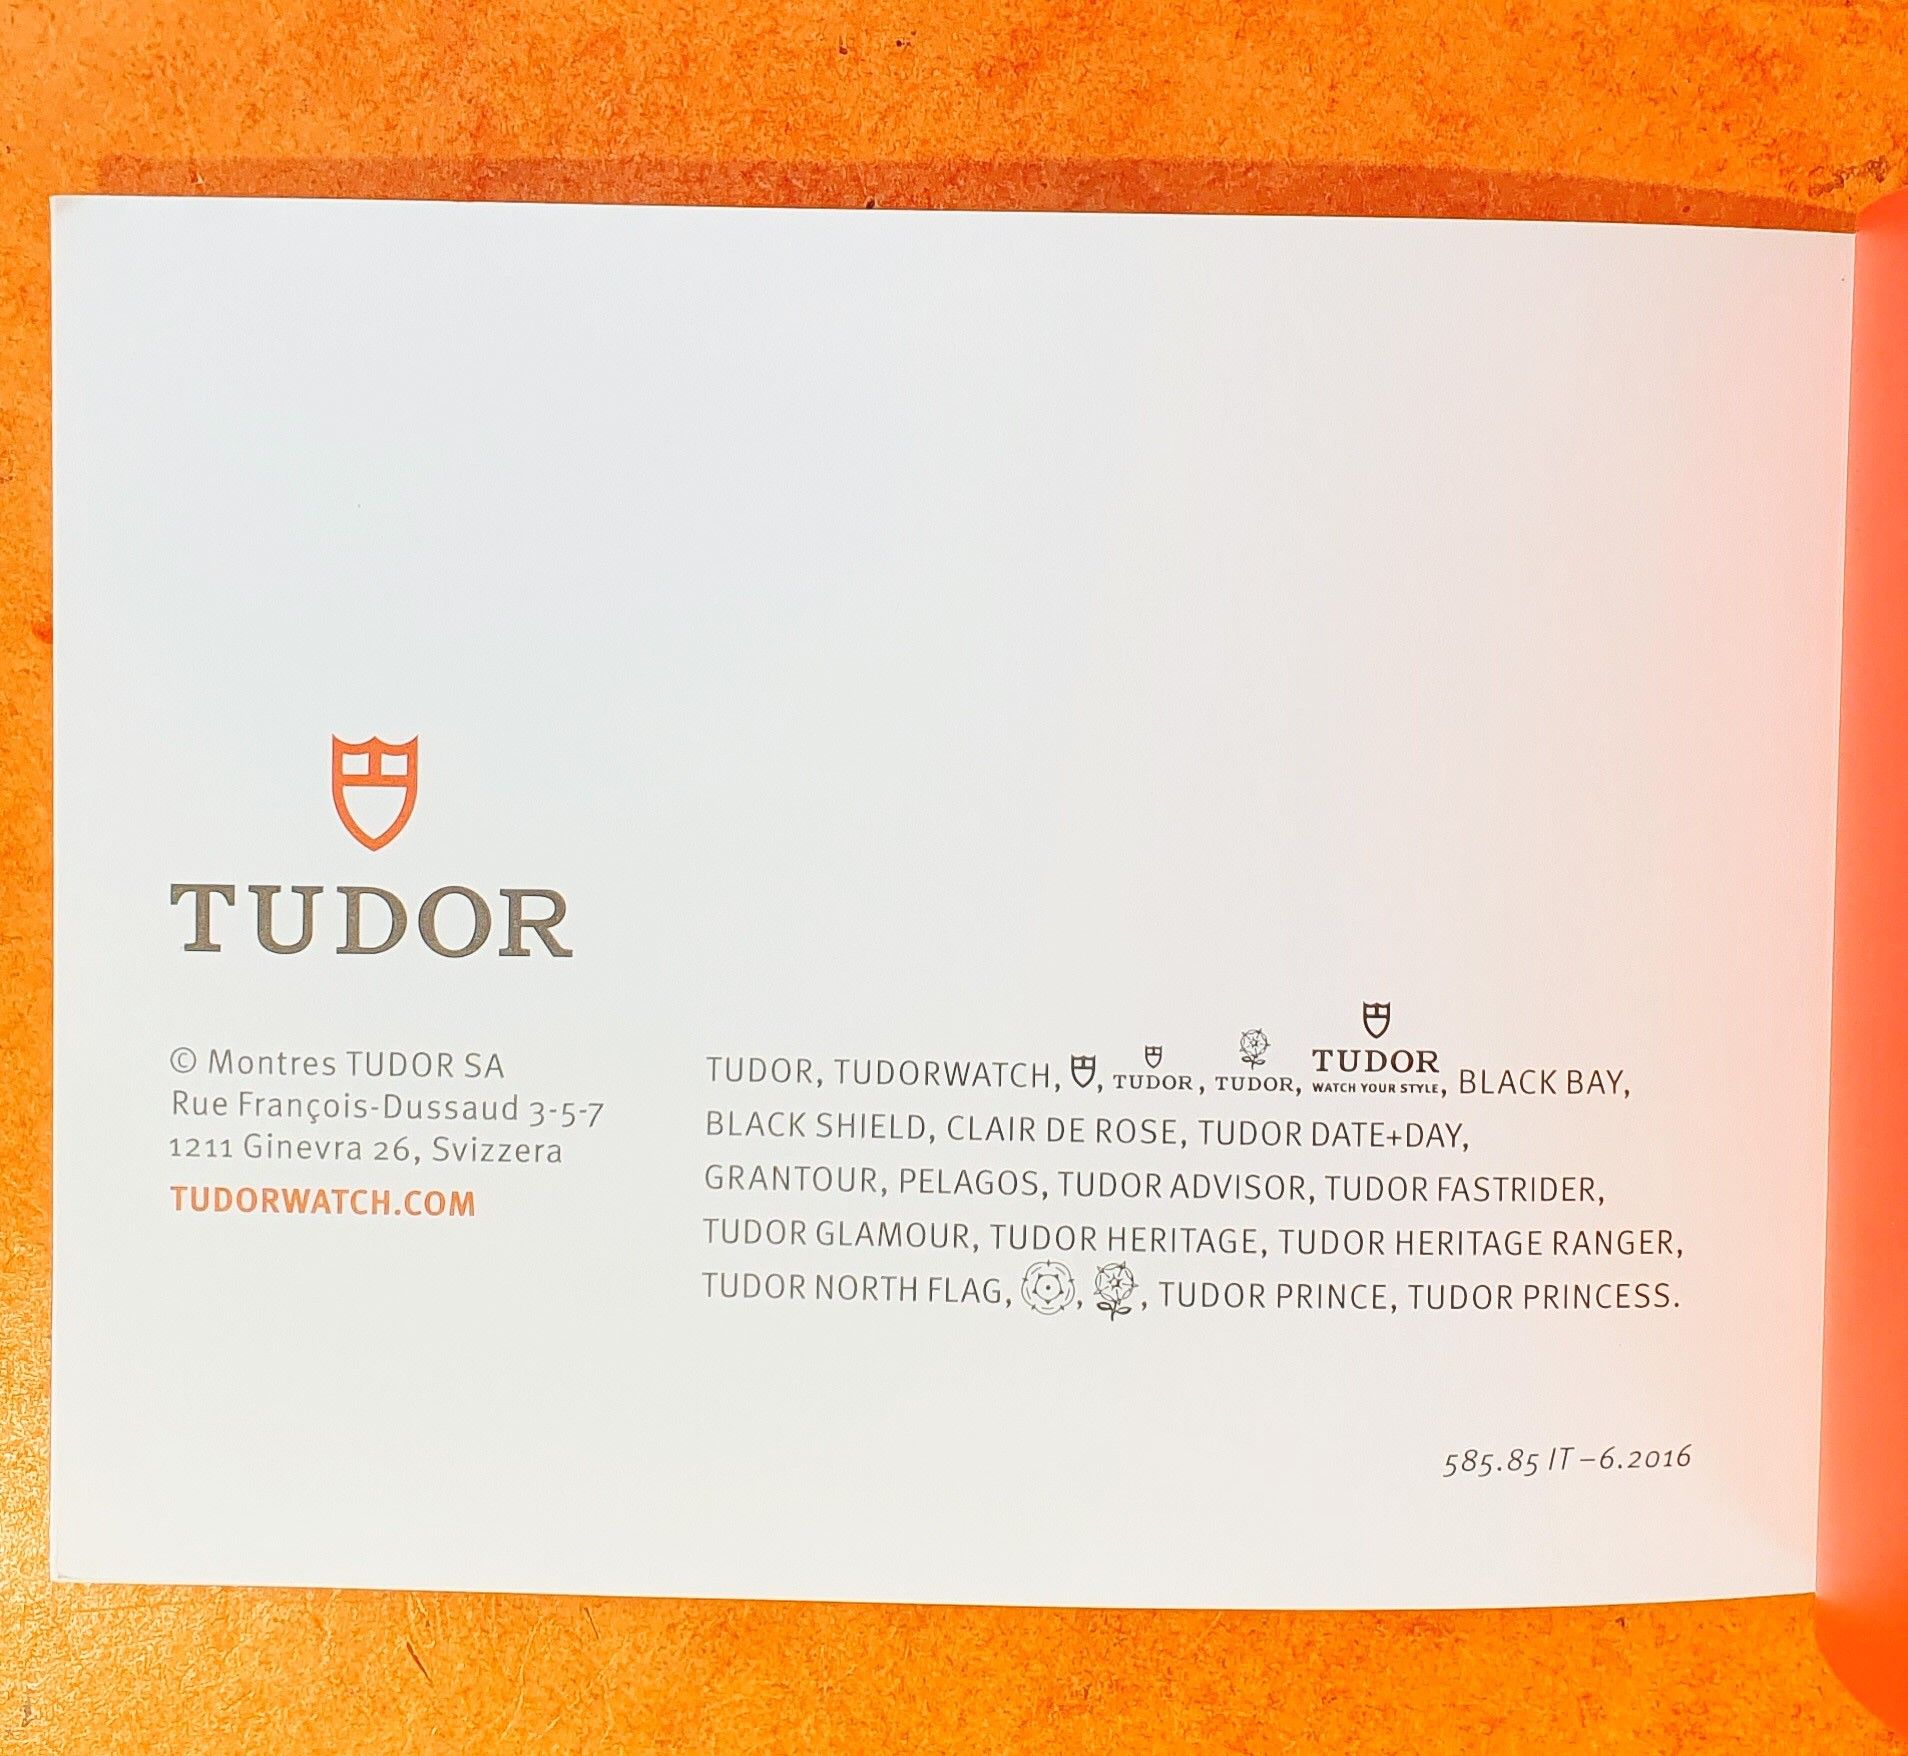 TUDOR
© Montres TUDOR SA
Rue François-Dussaud 3-5-7
1211 Ginevra 26, Svizzera
TUDORWATCH.COM
TUDOR, TUDORWATCH, , TUDOR, TUDOR, TUDOR WATCH YOUR STYLE, BLACK BAY,
BLACK SHIELD, CLAIR DE ROSE, TUDOR DATE+DAY,
GRANTOUR, PELAGOS, TUDOR ADVISOR, TUDOR FASTRIDER,
TUDOR GLAMOUR, TUDOR HERITAGE, TUDOR HERITAGE RANGER,
TUDOR NORTH FLAG, , , TUDOR PRINCE, TUDOR PRINCESS.
585.85 IT – 6.2016